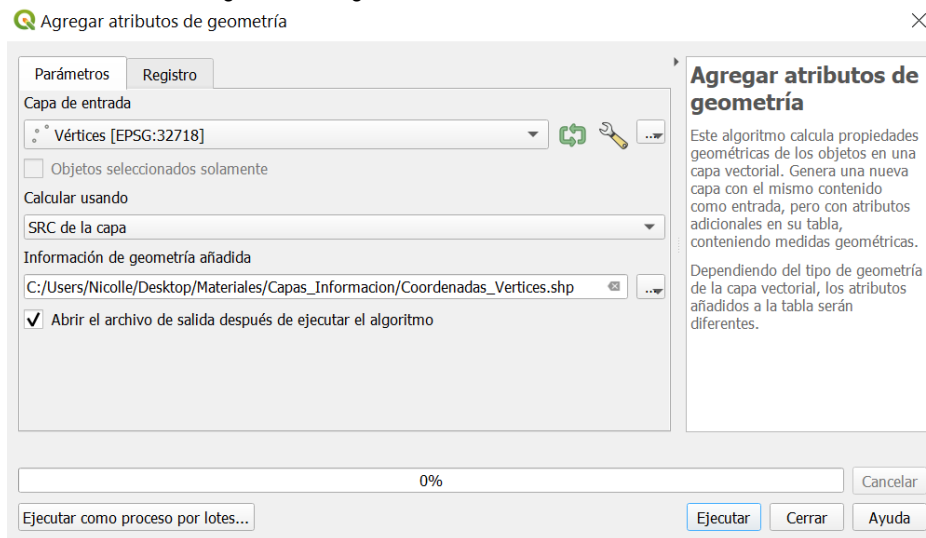 Agregar atributos de geometría
Parámetros
Registro
Capa de entrada
Vértices [EPSG:32718]
Objetos seleccionados solamente
Calcular usando
SRC de la capa
Información de geometría añadida
C:/Users/Nicolle/Desktop/Materiales/Capas_Informacion/Coordenadas_Vertices.shp
Abrir el archivo de salida después de ejecutar el algoritmo
Agregar atributos de
geometría
Este algoritmo calcula propiedades
geométricas de los objetos en una
capa vectorial. Genera una nueva
capa con el mismo contenido
como entrada, pero con atributos
adicionales en su tabla,
conteniendo medidas geométricas.
Dependiendo del tipo de geometría
de la capa vectorial, los atributos
añadidos a la tabla serán
diferentes.
0%
Cancelar
Ejecutar como proceso por lotes...
Ejecutar
Cerrar
Ayuda